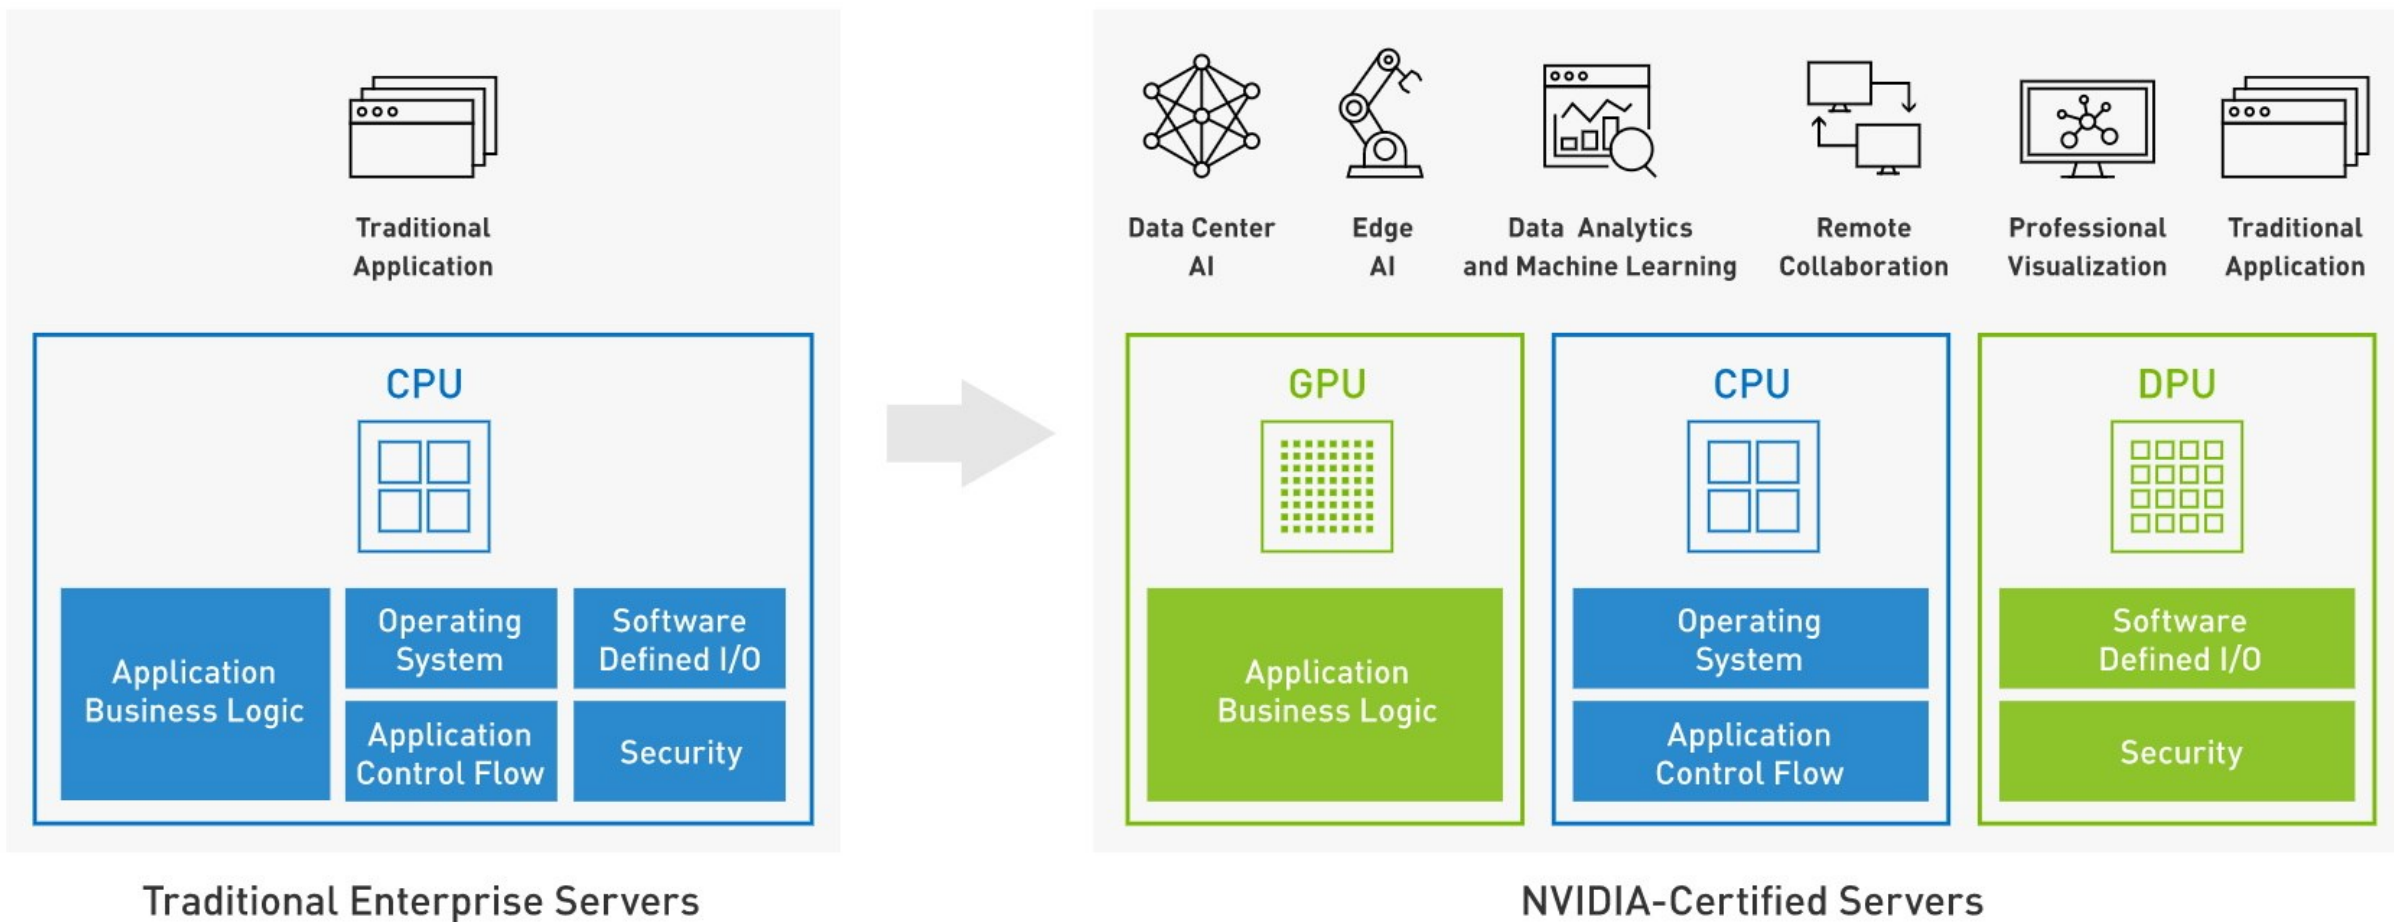 Traditional
Application
CPU
Application
Business Logic
Operating
System
Application
Control Flow
Software
Defined I/O
Security
Traditional Enterprise Servers
Data Center
AI
Edge
AI
Data Analytics
and Machine Learning
Remote
Collaboration
Professional
Visualization
Traditional
Application
GPU
Application
Business Logic
CPU
Operating
System
Application
Control Flow
DPU
Software
Defined I/O
Security
NVIDIA-Certified Servers